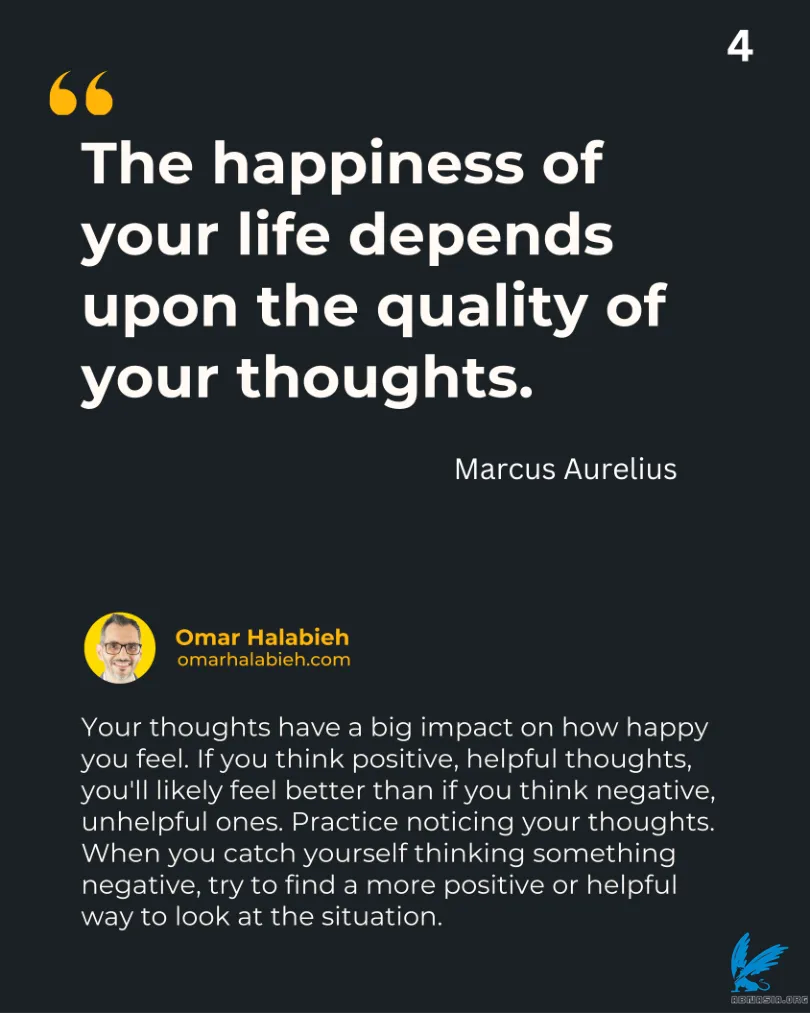 4
“
The happiness of
your life depends
upon the quality of
your thoughts.
Marcus Aurelius
Omar Halabieh
omarhalabieh.com
Your thoughts have a big impact on how happy
you feel. If you think positive, helpful thoughts,
you'll likely feel better than if you think negative,
unhelpful ones. Practice noticing your thoughts.
When you catch yourself thinking something
negative, try to find a more positive or helpful
way to look at the situation.
ABNASIA.ORG